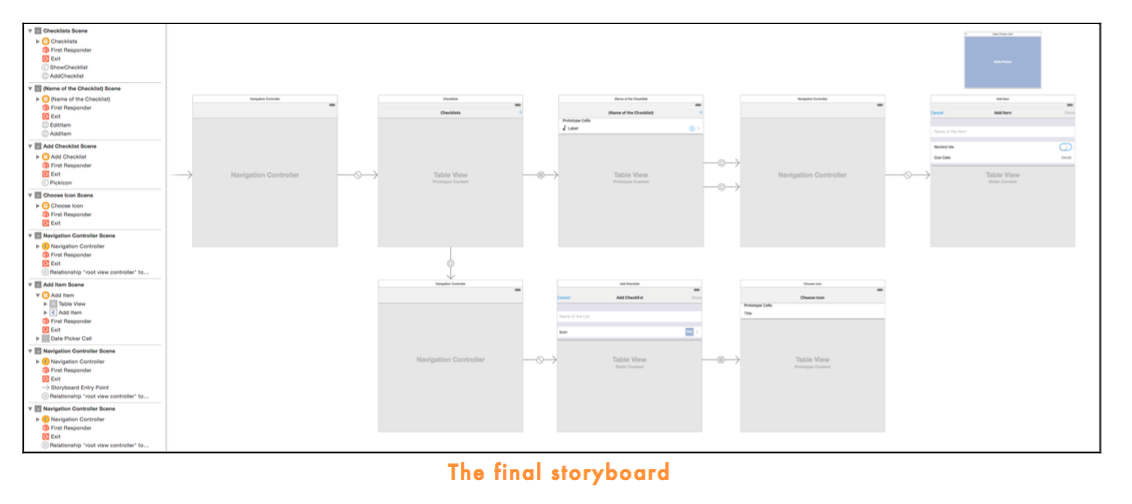 Checklists Scene
Checklists
First Responder
Exit
ShowChecklist
AddChecklist
(Name of the Checklist) Scene
(Name of the Checklist)
First Responder
Exit
EditItem
AddItem
Add Checklist Scene
Add Checklist
First Responder
Exit
PickIcon
Choose Icon Scene
Choose Icon
First Responder
Exit
Navigation Controller Scene
Navigation Controller
First Responder
Exit
Relationship "root view controller" to...
Add Item Scene
Add Item
Table View
Add Item
First Responder
Exit
Date Picker Cell
Navigation Controller Scene
Navigation Controller
First Responder
Exit
Storyboard Entry Point
Relationship "root view controller" to...
Navigation Controller Scene
Navigation Controller
First Responder
Exit
Relationship "root view controller" to...
Date Picker
Navigation Controller
Navigation Controller
Checklists
Checklists
+
Table View
Prototype Content
(Name of the Checklist)
(Name of the Checklist)
+
Prototype Cells
√ Label
Table View
Prototype Content
Navigation Controller
Navigation Controller
Add Item
Cancel Add Item Done
Name of the Item
Remind Me
Due Date Detail
Table View
Static Content
Navigation Controller
Navigation Controller
Add Checklist
Cancel Add Checklist Done
Name of the List
Icon
Table View
Static Content
Choose Icon
Choose Icon
Prototype Cells
Title
Table View
Prototype Content
The final storyboard